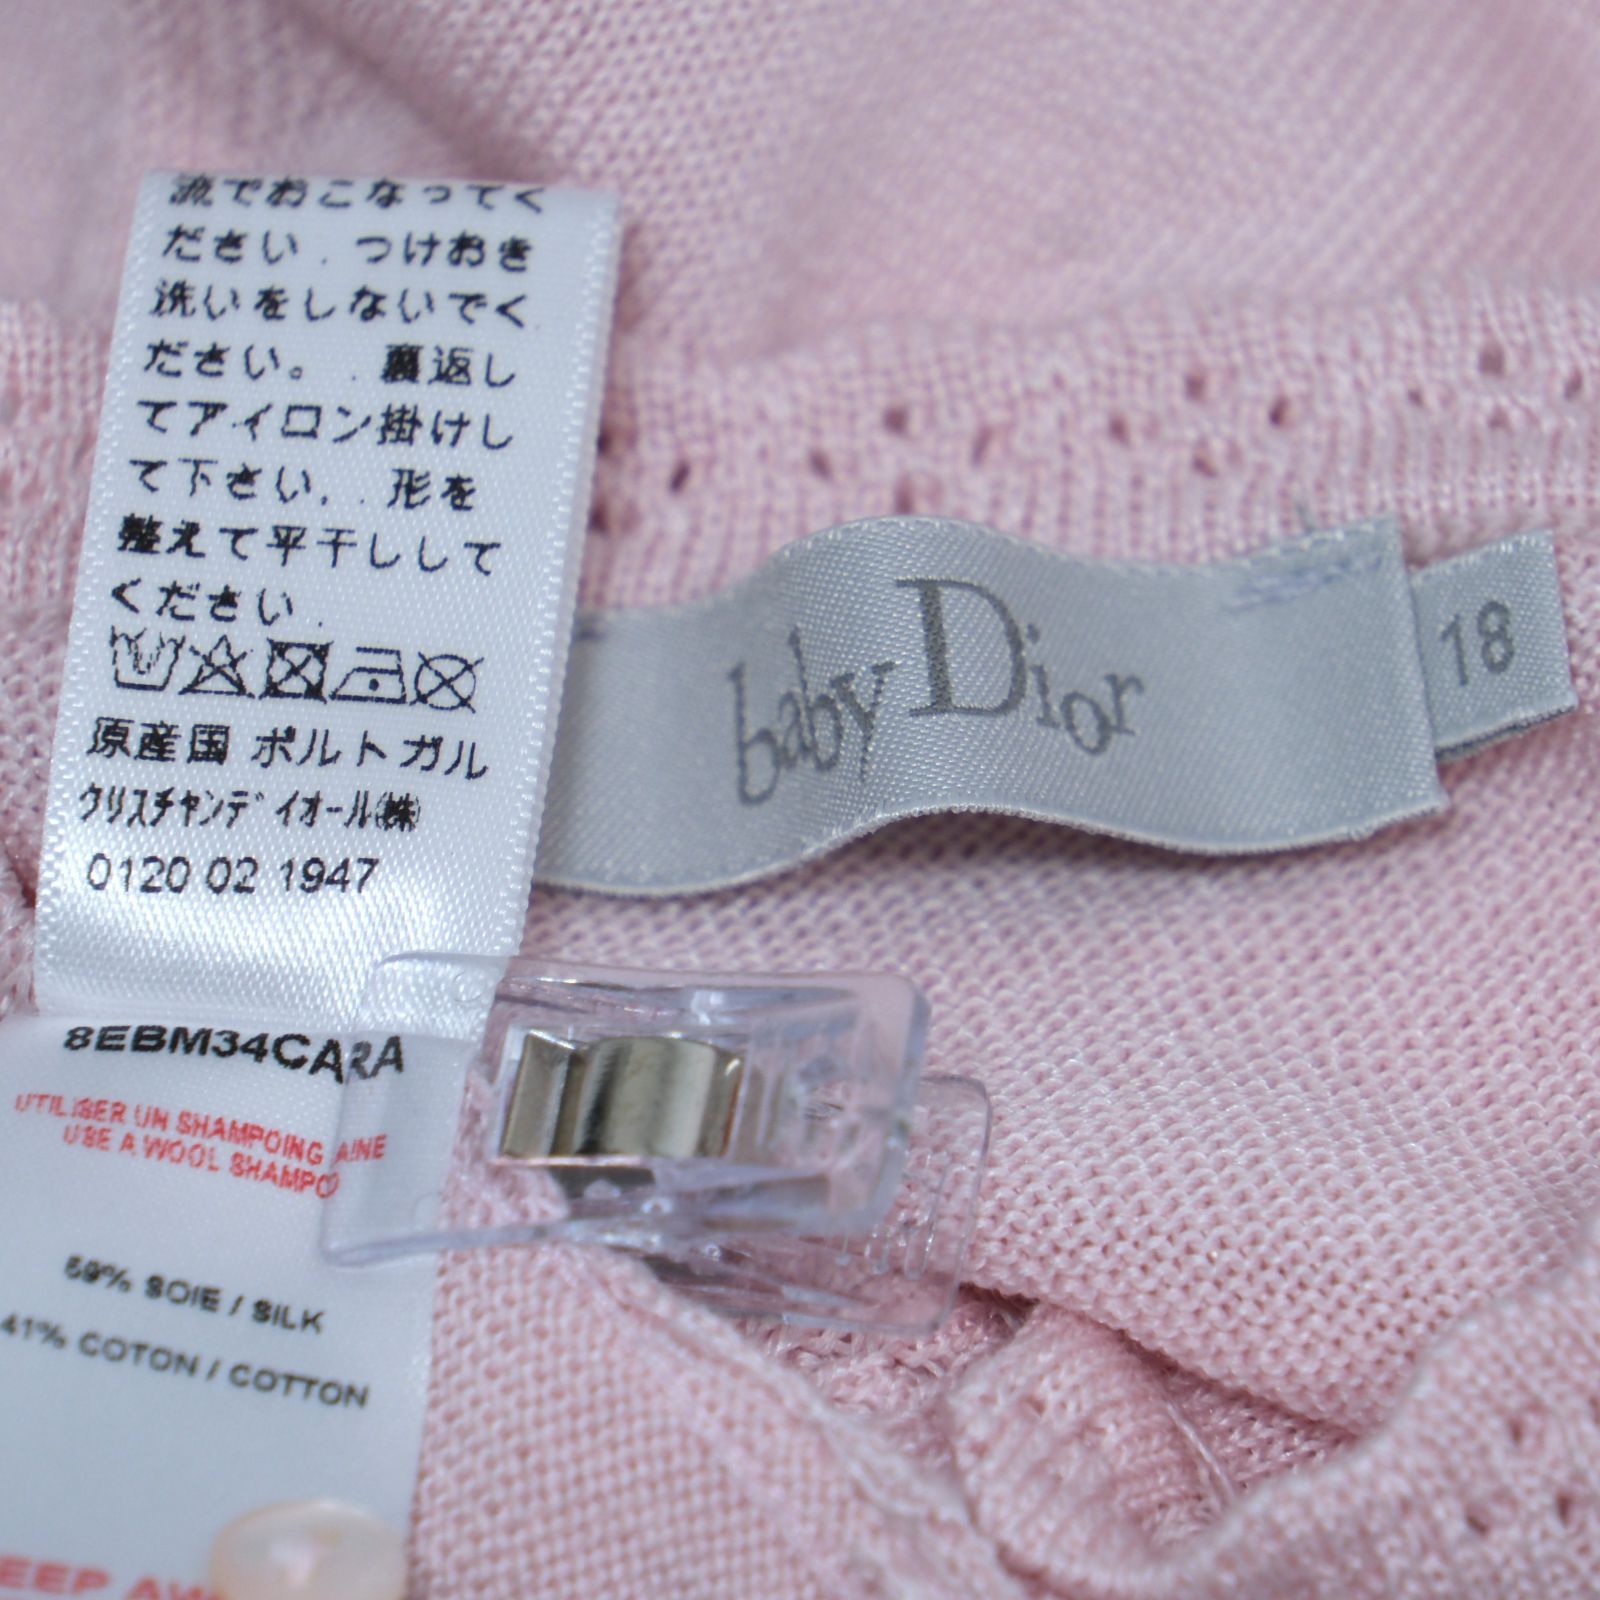 流でおこなってく
ださい . つけおき
洗いをしないでく
ださい。 . 裏返し
てアイロン掛けし
て下さい. . 形を
整えて平干しして
ください .
原産国 ポルトガル
クリスチャンディオール㈱
0120 02 1947
baby Dior
18
8EBM34CARA
UTILISER UN SHAMPOING LAINE
USE A WOOL SHAMPO
59% SOIE / SILK
41% COTON / COTTON
EEP AW